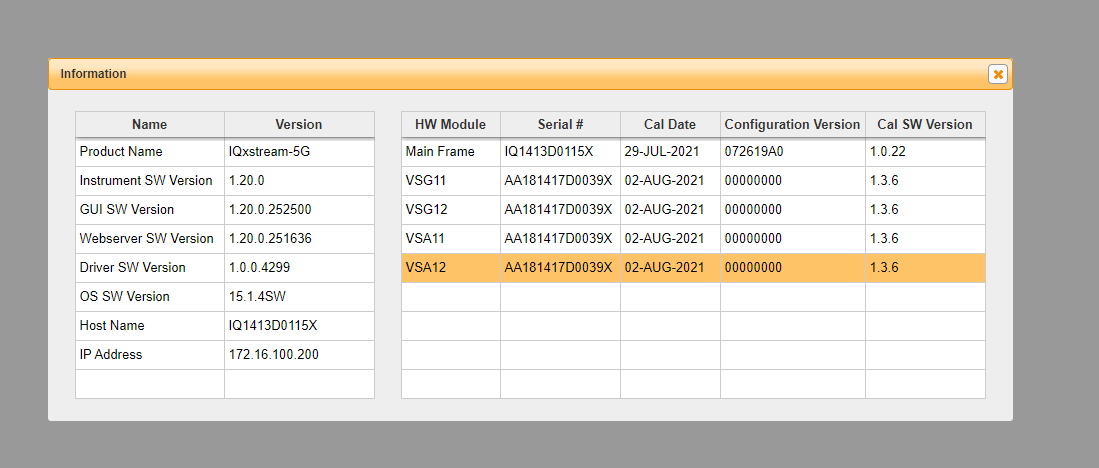 Information
Name Version
Product Name IQxstream-5G
Instrument SW Version 1.20.0
GUI SW Version 1.20.0.252500
Webserver SW Version 1.20.0.251636
Driver SW Version 1.0.0.4299
OS SW Version 15.1.4SW
Host Name IQ1413D0115X
IP Address 172.16.100.200
HW Module Serial # Cal Date Configuration Version Cal SW Version
Main Frame IQ1413D0115X 29-JUL-2021 072619A0 1.0.22
VSG11 AA181417D0039X 02-AUG-2021 00000000 1.3.6
VSG12 AA181417D0039X 02-AUG-2021 00000000 1.3.6
VSA11 AA181417D0039X 02-AUG-2021 00000000 1.3.6
VSA12 AA181417D0039X 02-AUG-2021 00000000 1.3.6